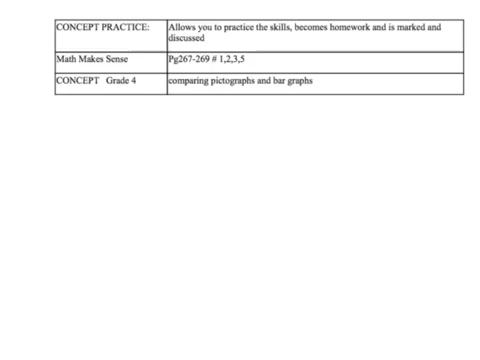 CONCEPT PRACTICE: Allows you to practice the skills, becomes homework and is marked and
discussed
Math Makes Sense Pg267-269 # 1,2,3,5
CONCEPT Grade 4 comparing pictographs and bar graphs